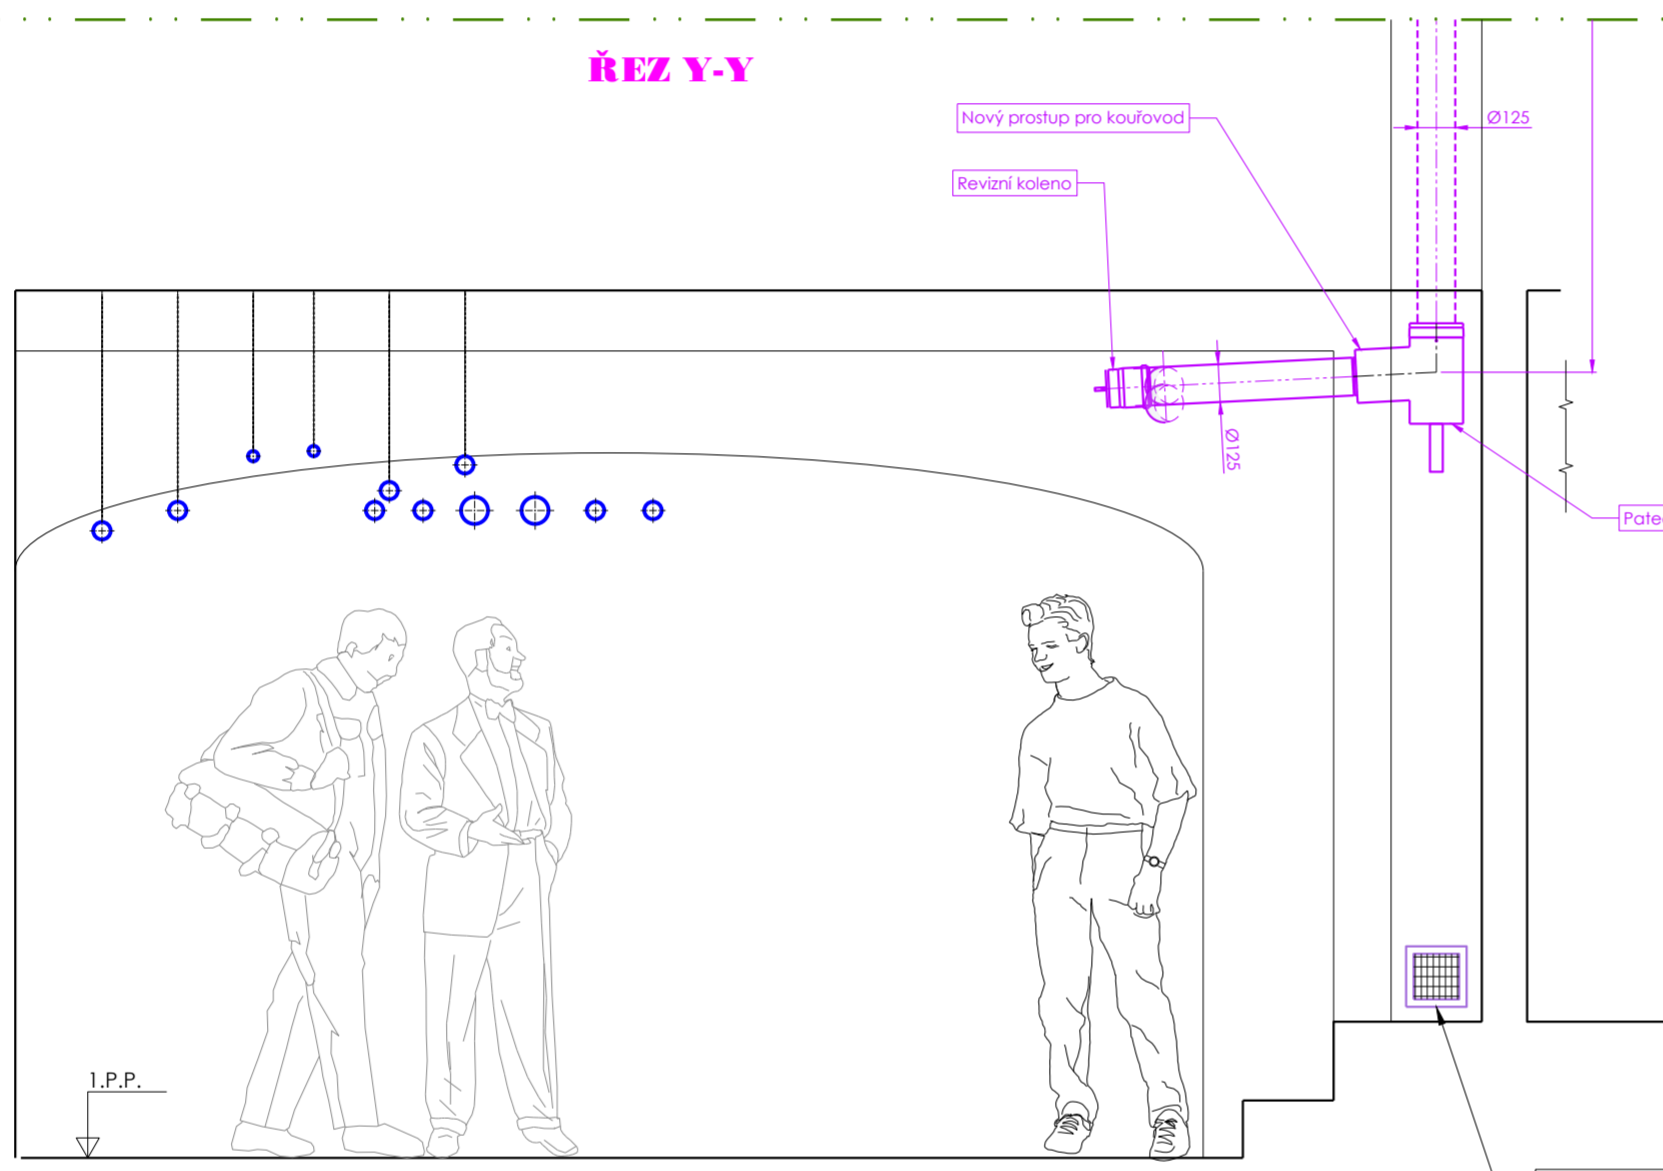 ŘEZ Y-Y
Nový prostup pro kouřovod
Ø125
Revizní koleno
Ø125
1.P.P.